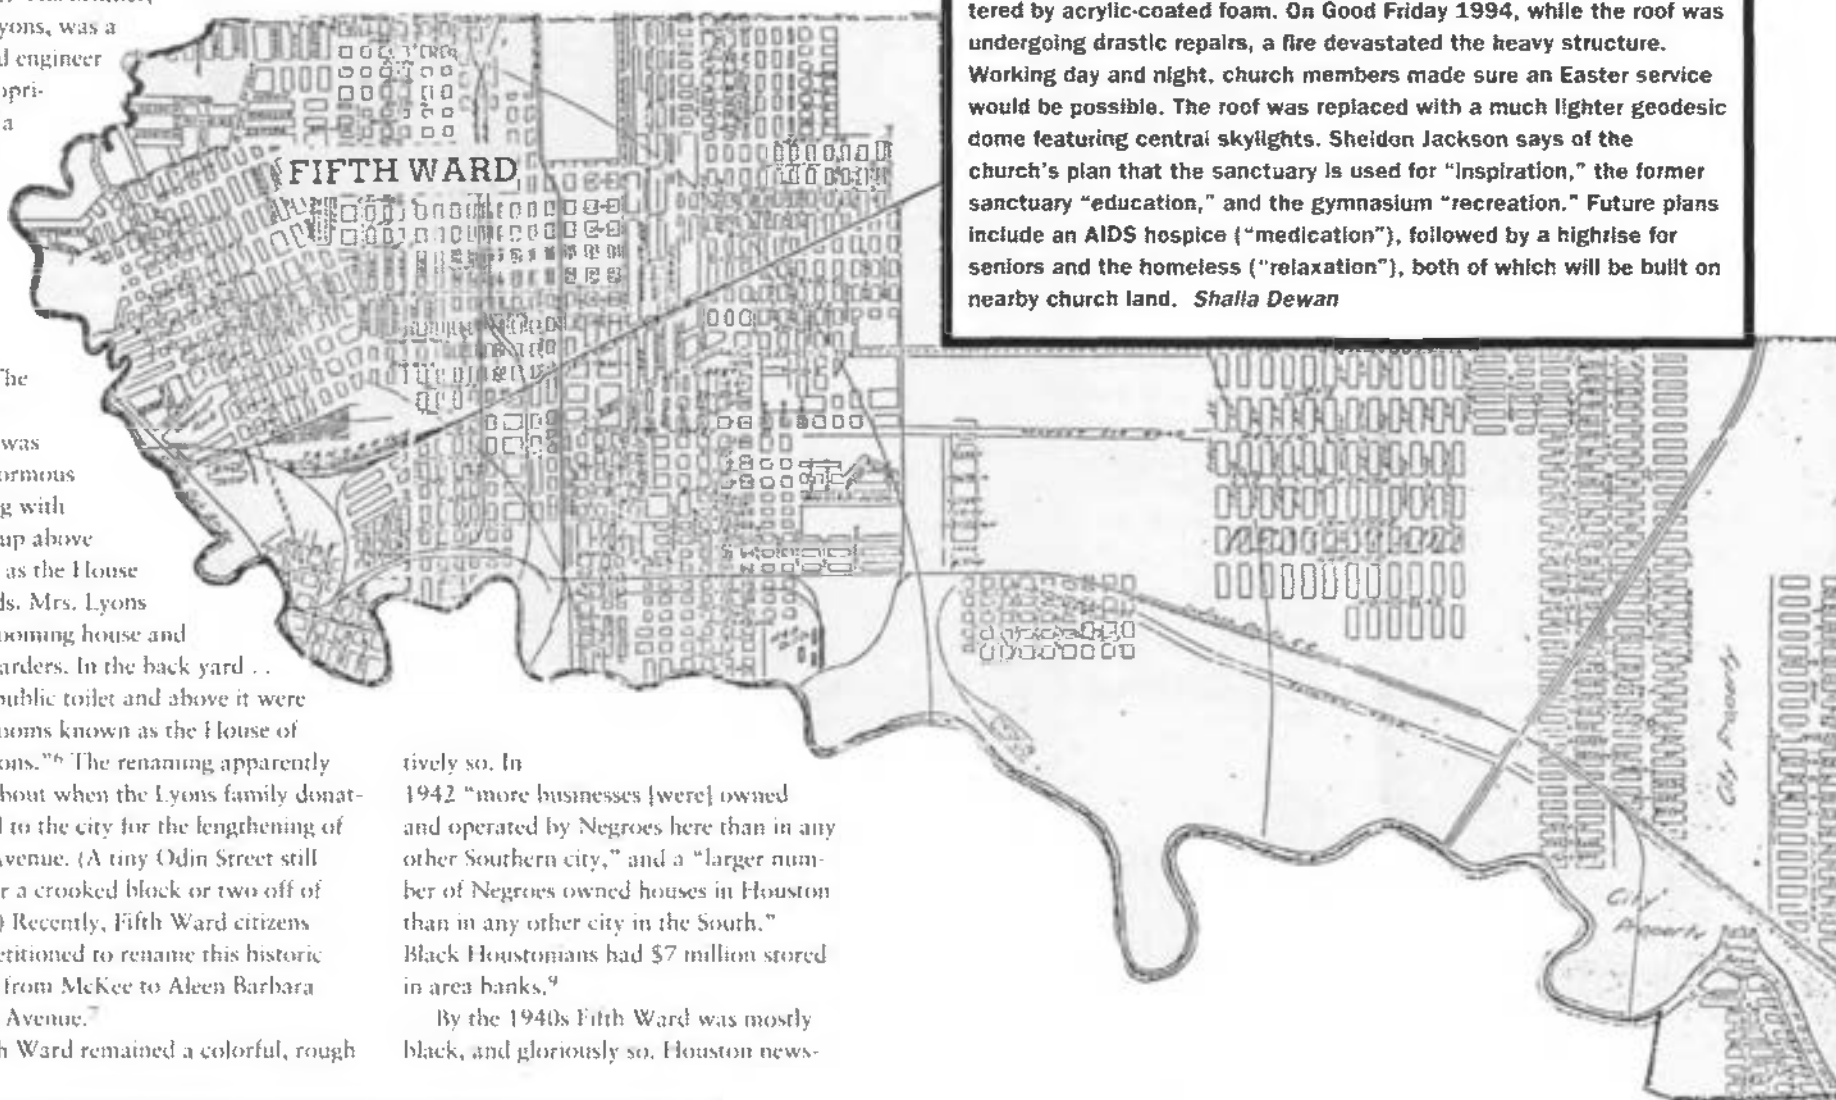 yons, was a
d engineer
opri-
a
The
was
ormous
g with
up above
as the House
ds. Mrs. Lyons
ooming house and
arders. In the back yard . .
public toilet and above it were
ooms known as the House of
ons."⁶ The renaming apparently
bout when the Lyons family donat-
d to the city for the lengthening of
Avenue. (A tiny Odin Street still
r a crooked block or two off of
) Recently, Fifth Ward citizens
etitioned to rename this historic
from McKee to Aleen Barbara
Avenue.⁷
h Ward remained a colorful, rough
tively so. In
1942 "more businesses [were] owned
and operated by Negroes here than in any
other Southern city," and a "larger num-
ber of Negroes owned houses in Houston
than in any other city in the South."
Black Houstonians had $7 million stored
in area banks.⁹
By the 1940s Fifth Ward was mostly
black, and gloriously so. Houston news-
tered by acrylic-coated foam. On Good Friday 1994, while the roof was
undergoing drastic repairs, a fire devastated the heavy structure.
Working day and night, church members made sure an Easter service
would be possible. The roof was replaced with a much lighter geodesic
dome featuring central skylights. Sheldon Jackson says of the
church's plan that the sanctuary is used for "inspiration," the former
sanctuary "education," and the gymnasium "recreation." Future plans
include an AIDS hospice ("medication"), followed by a highrise for
seniors and the homeless ("relaxation"), both of which will be built on
nearby church land. Shaila Dewan
FIFTH WARD
City Property
City
Property